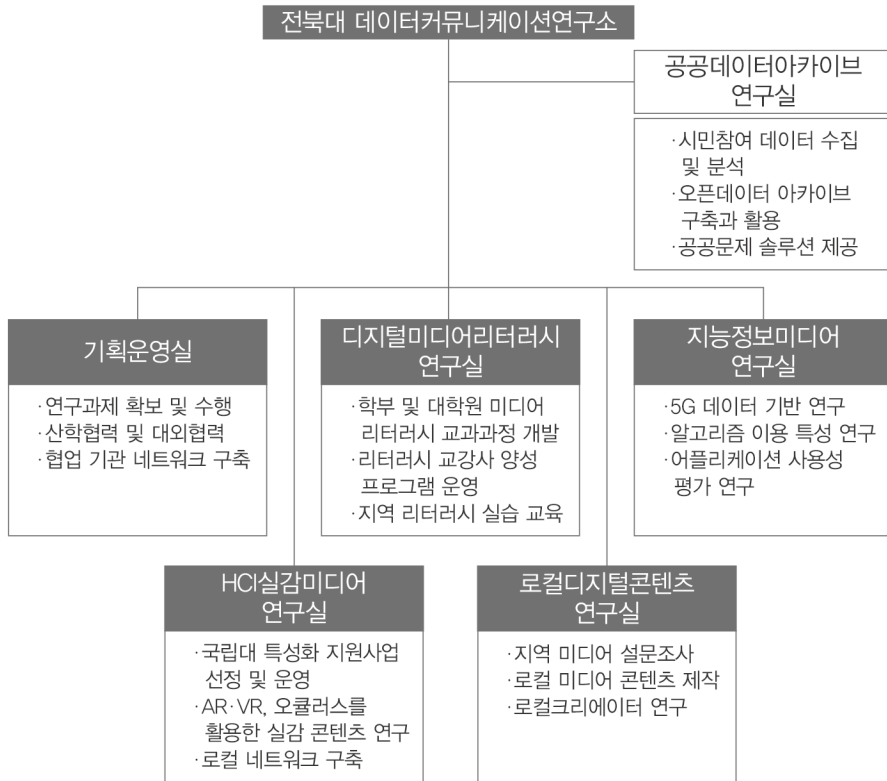 전북대 데이터커뮤니케이션연구소
공공데이터아카이브
연구실
·시민참여 데이터 수집
및 분석
·오픈데이터 아카이브
구축과 활용
·공공문제 솔루션 제공
기획운영실
·연구과제 확보 및 수행
·산학협력 및 대외협력
·협업 기관 네트워크 구축
디지털미디어리터러시
연구실
·학부 및 대학원 미디어
리터러시 교과과정 개발
·리터러시 교강사 양성
프로그램 운영
·지역 리터러시 실습 교육
지능정보미디어
연구실
·5G 데이터 기반 연구
·알고리즘 이용 특성 연구
·어플리케이션 사용성
평가 연구
HCI실감미디어
연구실
·국립대 특성화 지원사업
선정 및 운영
·AR·VR, 오큘러스를
활용한 실감 콘텐츠 연구
·로컬 네트워크 구축
로컬디지털콘텐츠
연구실
·지역 미디어 설문조사
·로컬 미디어 콘텐츠 제작
·로컬크리에이터 연구